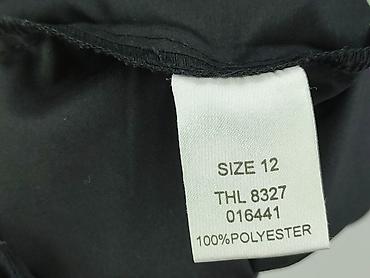 SIZE 12
THL 8327
016441
100%POLYESTER